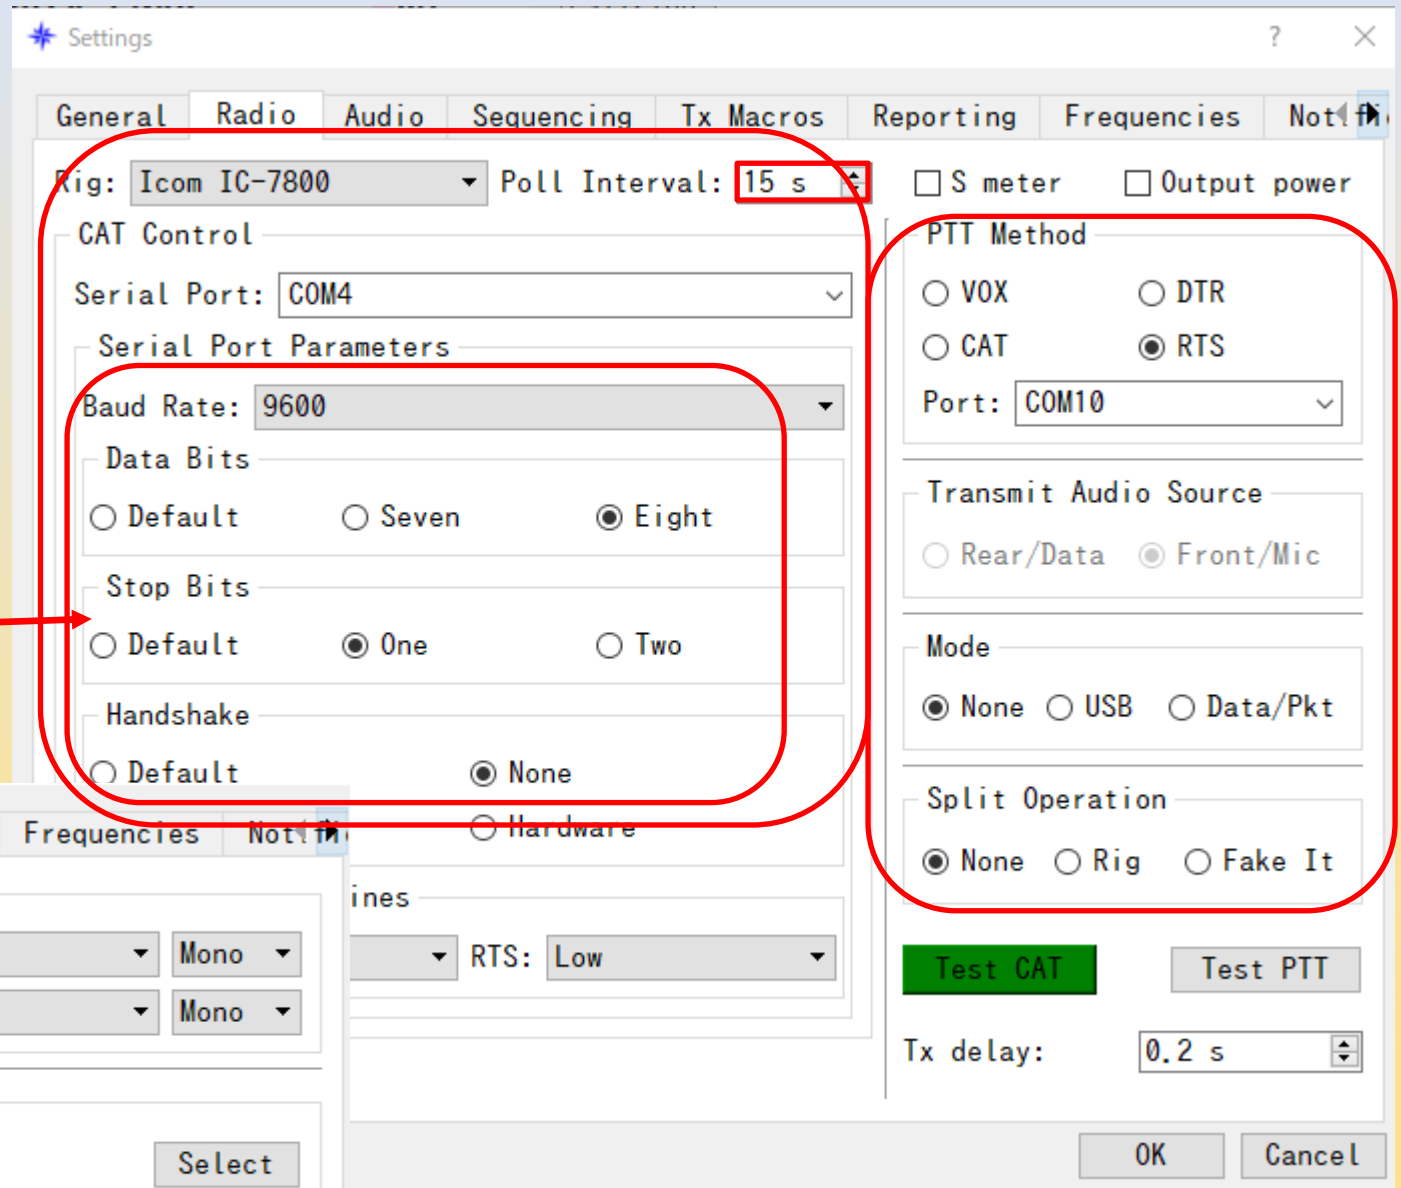 Settings
General Radio Audio Sequencing Tx Macros Reporting Frequencies
Rig: Icom IC-7800 Poll Interval: 15 s S meter Output power
CAT Control
Serial Port: COM4
Serial Port Parameters
Baud Rate: 9600
Data Bits
Default Seven Eight
Stop Bits
Default One Two
Handshake
Default None
Hardware
ines
RTS: Low
PTT Method
VOX DTR
CAT RTS
Port: COM10
Transmit Audio Source
Rear/Data Front/Mic
Mode
None USB Data/Pkt
Split Operation
None Rig Fake It
Test CAT Test PTT
Tx delay: 0.2 s
OK Cancel
Frequencies
Mono
Mono
Select